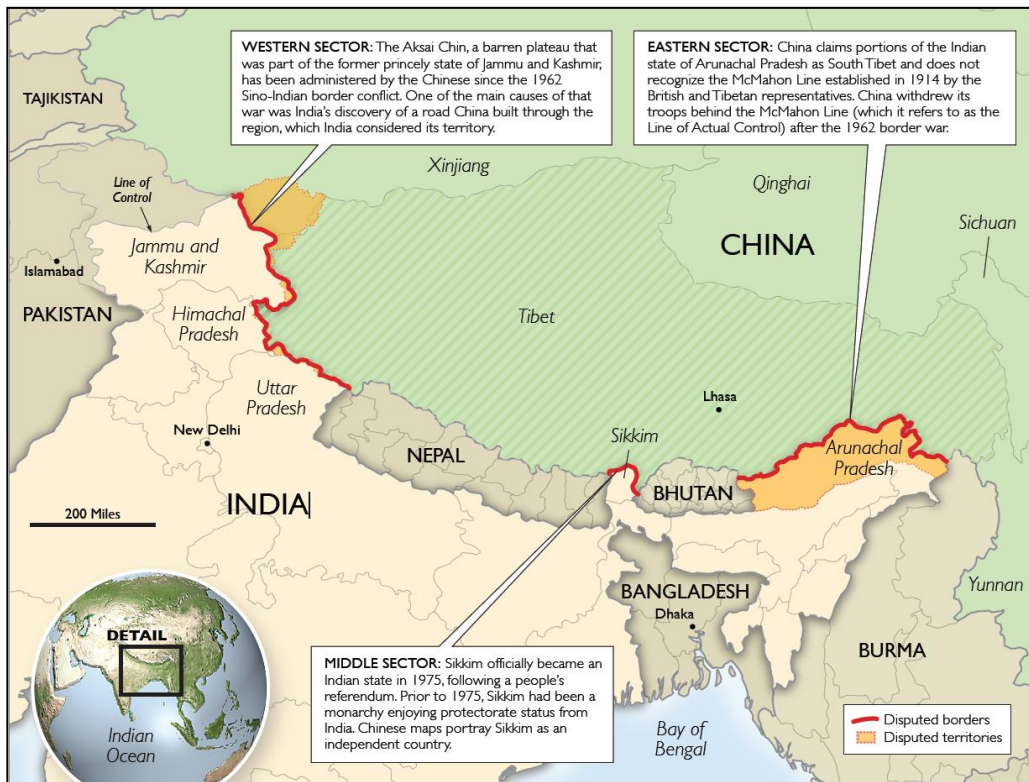 WESTERN SECTOR: The Aksai Chin, a barren plateau that
was part of the former princely state of Jammu and Kashmir,
has been administered by the Chinese since the 1962
Sino-Indian border conflict. One of the main causes of that
war was India's discovery of a road China built through the
region, which India considered its territory.
EASTERN SECTOR: China claims portions of the Indian
state of Arunachal Pradesh as South Tibet and does not
recognize the McMahon Line established in 1914 by the
British and Tibetan representatives. China withdrew its
troops behind the McMahon Line (which it refers to as the
Line of Actual Control) after the 1962 border war.
TAJIKISTAN
Xinjiang
Qinghai
Line of
Control
Sichuan
CHINA
Jammu and
Kashmir
Islamabad
PAKISTAN
Himachal
Pradesh
Tibet
Uttar
Pradesh
Lhasa
New Delhi
Sikkim
NEPAL
Arunachal
Pradesh
BHUTAN
INDIA
200 Miles
BANGLADESH
Dhaka
Yunnan
DETAIL
BURMA
MIDDLE SECTOR: Sikkim officially became an
Indian state in 1975, following a people's
referendum. Prior to 1975, Sikkim had been a
monarchy enjoying protectorate status from
India. Chinese maps portray Sikkim as an
independent country.
Indian
Ocean
Bay of
Bengal
Disputed borders
Disputed territories